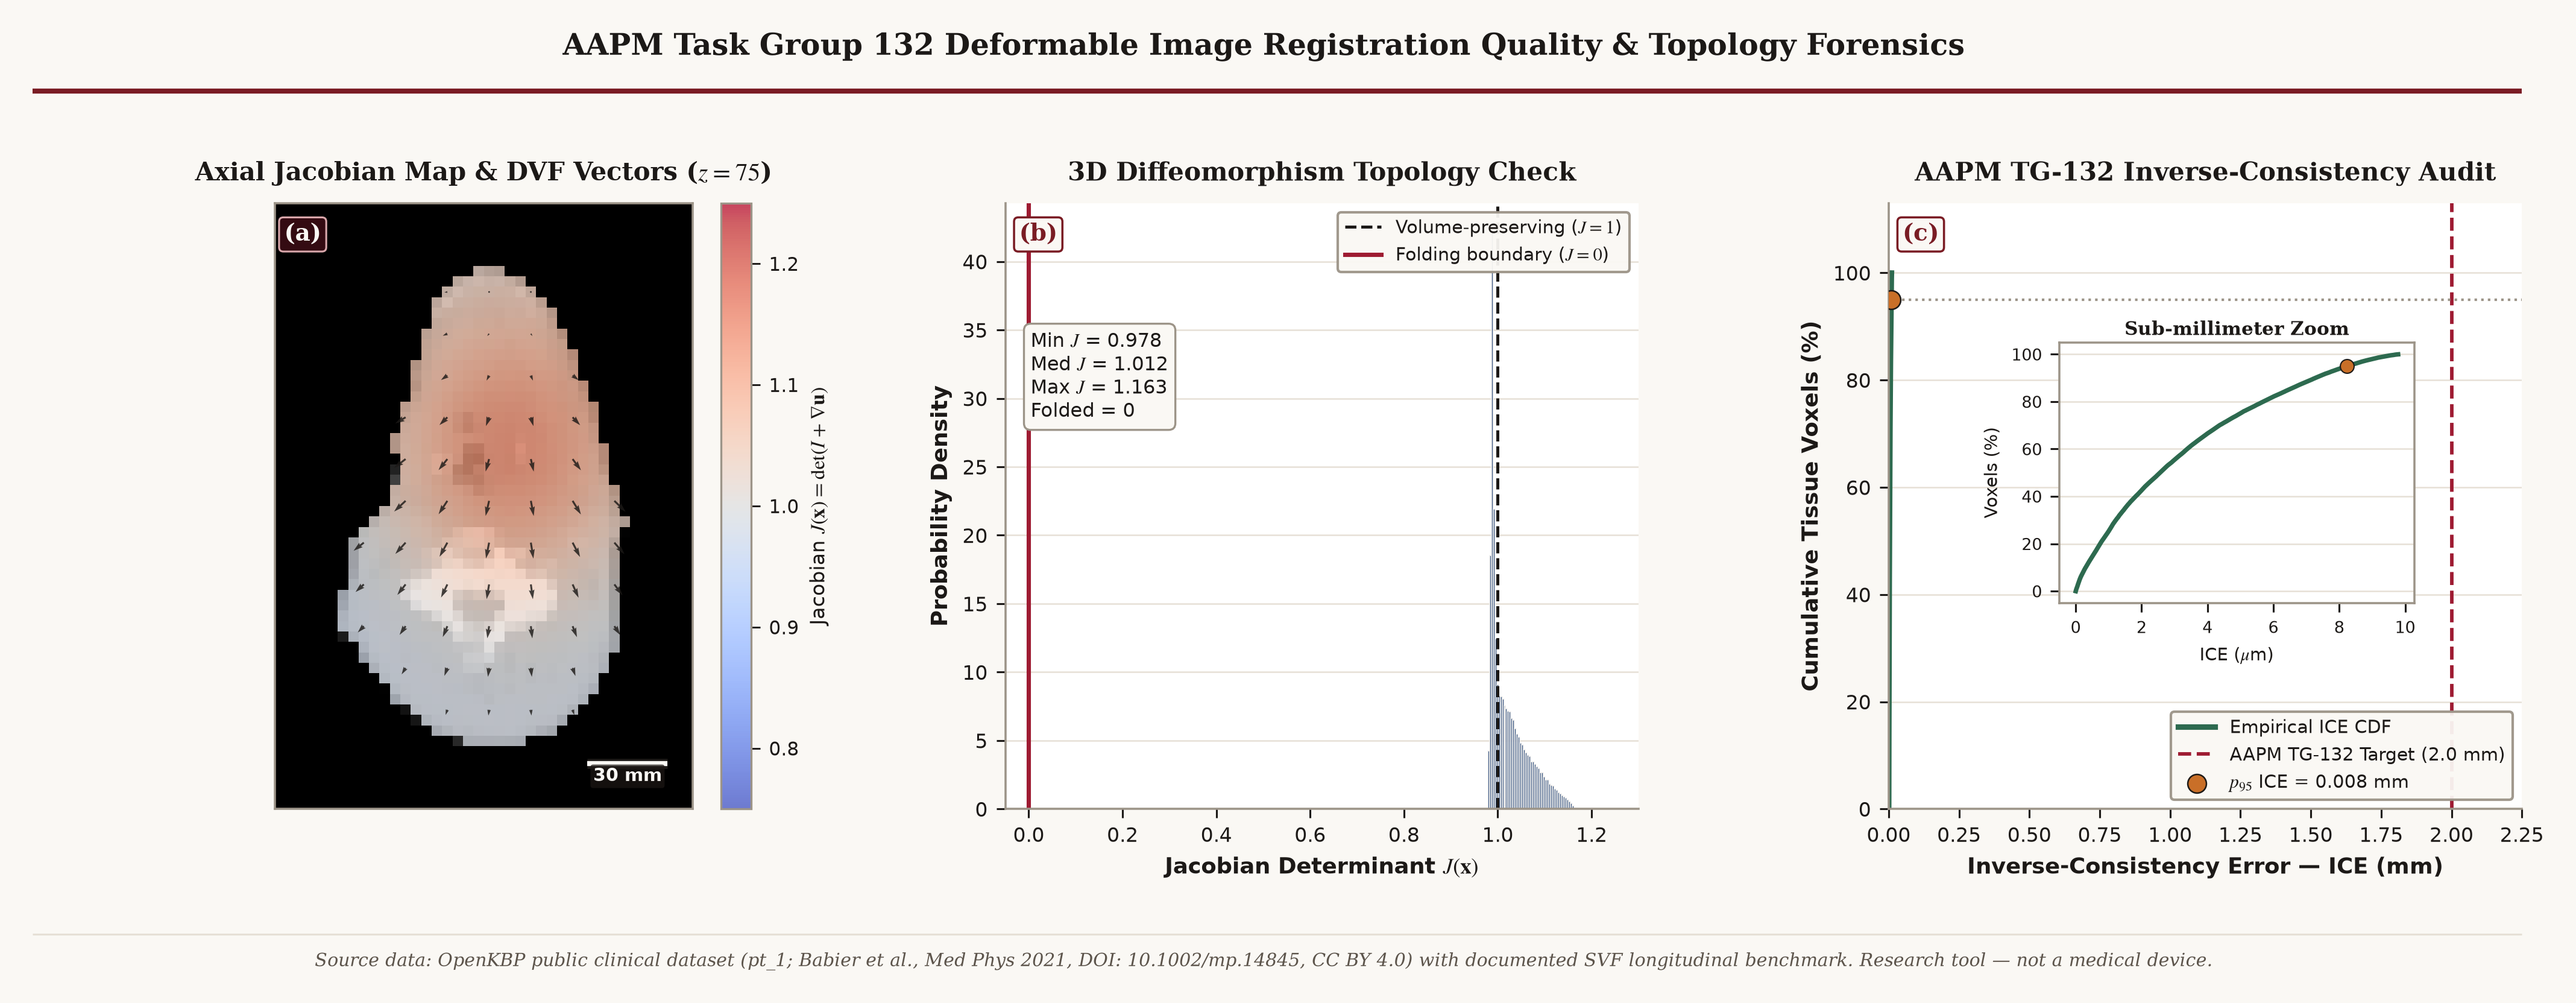 AAPM Task Group 132 Deformable Image Registration Quality & Topology Forensics
Axial Jacobian Map & DVF Vectors (z = 75)
(a)
30 mm
1.2
1.1
1.0
0.9
0.8
Jacobian J(x) = det(I + ∇u)
3D Diffeomorphism Topology Check
(b)
Volume-preserving (J = 1)
Folding boundary (J = 0)
Min J = 0.978
Med J = 1.012
Max J = 1.163
Folded = 0
Probability Density
40
35
30
25
20
15
10
5
0
0.0 0.2 0.4 0.6 0.8 1.0 1.2
Jacobian Determinant J(x)
AAPM TG-132 Inverse-Consistency Audit
(c)
Cumulative Tissue Voxels (%)
100
80
60
40
20
0
Sub-millimeter Zoom
Voxels (%)
100
80
60
40
20
0
0 2 4 6 8 10
ICE (μm)
Empirical ICE CDF
AAPM TG-132 Target (2.0 mm)
p95 ICE = 0.008 mm
0.00 0.25 0.50 0.75 1.00 1.25 1.50 1.75 2.00 2.25
Inverse-Consistency Error — ICE (mm)
Source data: OpenKBP public clinical dataset (pt_1; Babier et al., Med Phys 2021, DOI: 10.1002/mp.14845, CC BY 4.0) with documented SVF longitudinal benchmark. Research tool — not a medical device.